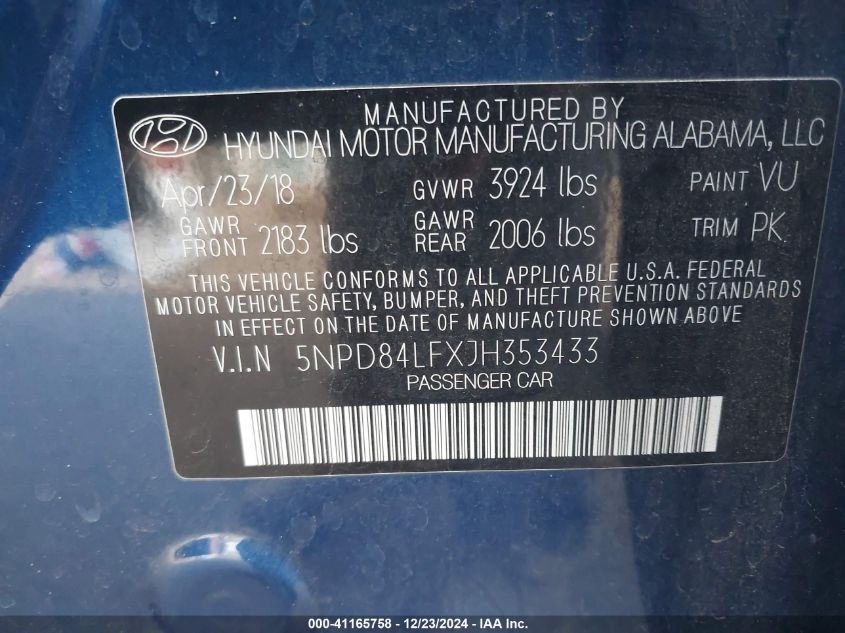 MANUFACTURED BY
HYUNDAI MOTOR MANUFACTURING ALABAMA, LLC
Apr/23/18 GVWR 3924 lbs PAINT VU
GAWR FRONT 2183 lbs GAWR REAR 2006 lbs TRIM PK
THIS VEHICLE CONFORMS TO ALL APPLICABLE U.S.A. FEDERAL
MOTOR VEHICLE SAFETY, BUMPER, AND THEFT PREVENTION STANDARDS
IN EFFECT ON THE DATE OF MANUFACTURE SHOWN ABOVE
V.I.N 5NPD84LFXJH353433
PASSENGER CAR
000-41165758 - 12/23/2024 - IAA Inc.